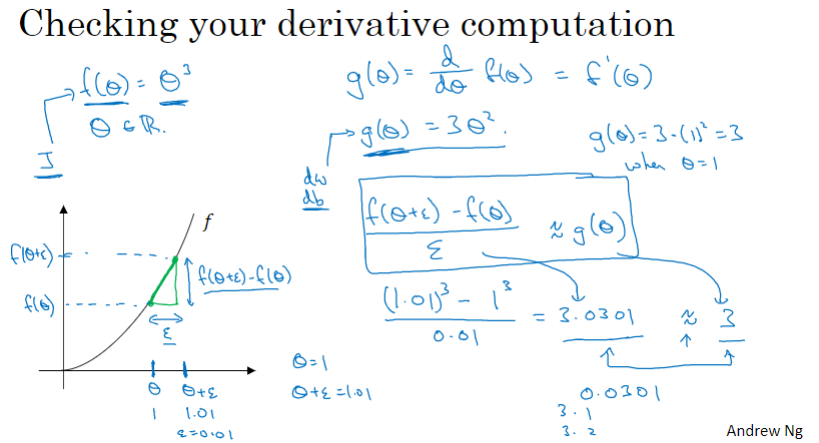 Checking your derivative computation
f(θ) = θ³
θ ∈ ℝ.
J
g(θ) = d/dθ f(θ) = f'(θ)
g(θ) = 3θ².
g(θ) = 3·(1)² = 3
when θ=1
dw
db
(f(θ+ε) - f(θ)) / ε ≈ g(θ)
((1.01)³ - 1³) / 0.01 = 3.0301 ≈ 3
0.0301
3.1
3.2
f
f(θ+ε)
f(θ)
f(θ+ε)-f(θ)
ε
θ θ+ε
1 1.01
ε=0.01
θ=1
θ+ε=1.01
Andrew Ng